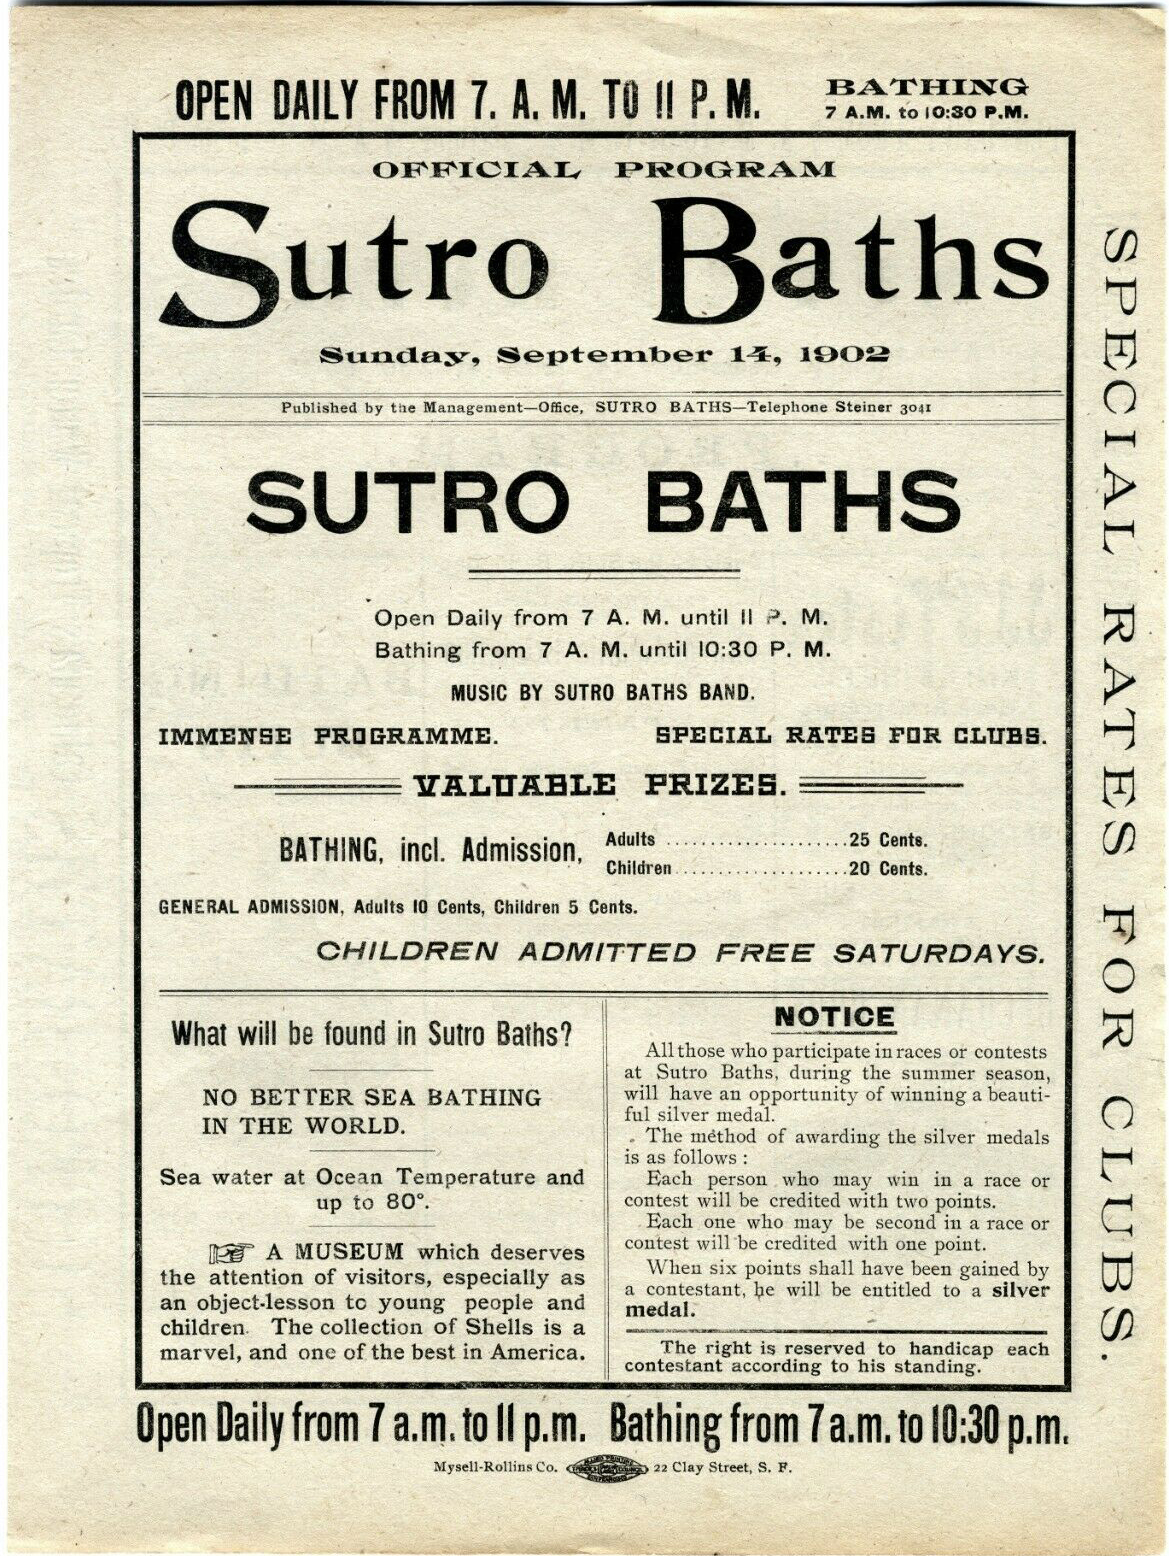 OPEN DAILY FROM 7. A. M. TO 11 P. M.
BATHING
7 A.M. to 10:30 P.M.
OFFICIAL PROGRAM
Sutro Baths
Sunday, September 14, 1902
Published by the Management—Office, SUTRO BATHS—Telephone Steiner 3041
SUTRO BATHS
Open Daily from 7 A. M. until 11 P. M.
Bathing from 7 A. M. until 10:30 P. M.
MUSIC BY SUTRO BATHS BAND.
IMMENSE PROGRAMME. SPECIAL RATES FOR CLUBS.
VALUABLE PRIZES.
BATHING, incl. Admission,
Adults ....................25 Cents.
Children...................20 Cents.
GENERAL ADMISSION, Adults 10 Cents, Children 5 Cents.
CHILDREN ADMITTED FREE SATURDAYS.
What will be found in Sutro Baths?
NO BETTER SEA BATHING
IN THE WORLD.
Sea water at Ocean Temperature and
up to 80°.
☞ A MUSEUM which deserves
the attention of visitors, especially as
an object-lesson to young people and
children. The collection of Shells is a
marvel, and one of the best in America.
NOTICE
All those who participate in races or contests
at Sutro Baths, during the summer season,
will have an opportunity of winning a beauti-
ful silver medal.
The method of awarding the silver medals
is as follows:
Each person who may win in a race or
contest will be credited with two points.
Each one who may be second in a race or
contest will be credited with one point.
When six points shall have been gained by
a contestant, he will be entitled to a silver
medal.
The right is reserved to handicap each
contestant according to his standing.
SPECIAL RATES FOR CLUBS.
Open Daily from 7 a.m. to 11 p.m. Bathing from 7 a.m. to 10:30 p.m.
Mysell-Rollins Co. 22 Clay Street, S. F.